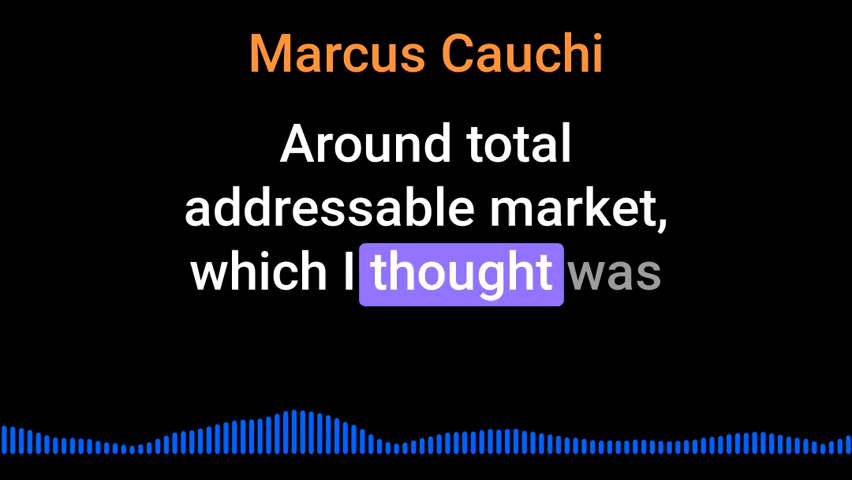 Marcus Cauchi
Around total
addressable market,
which I thought was